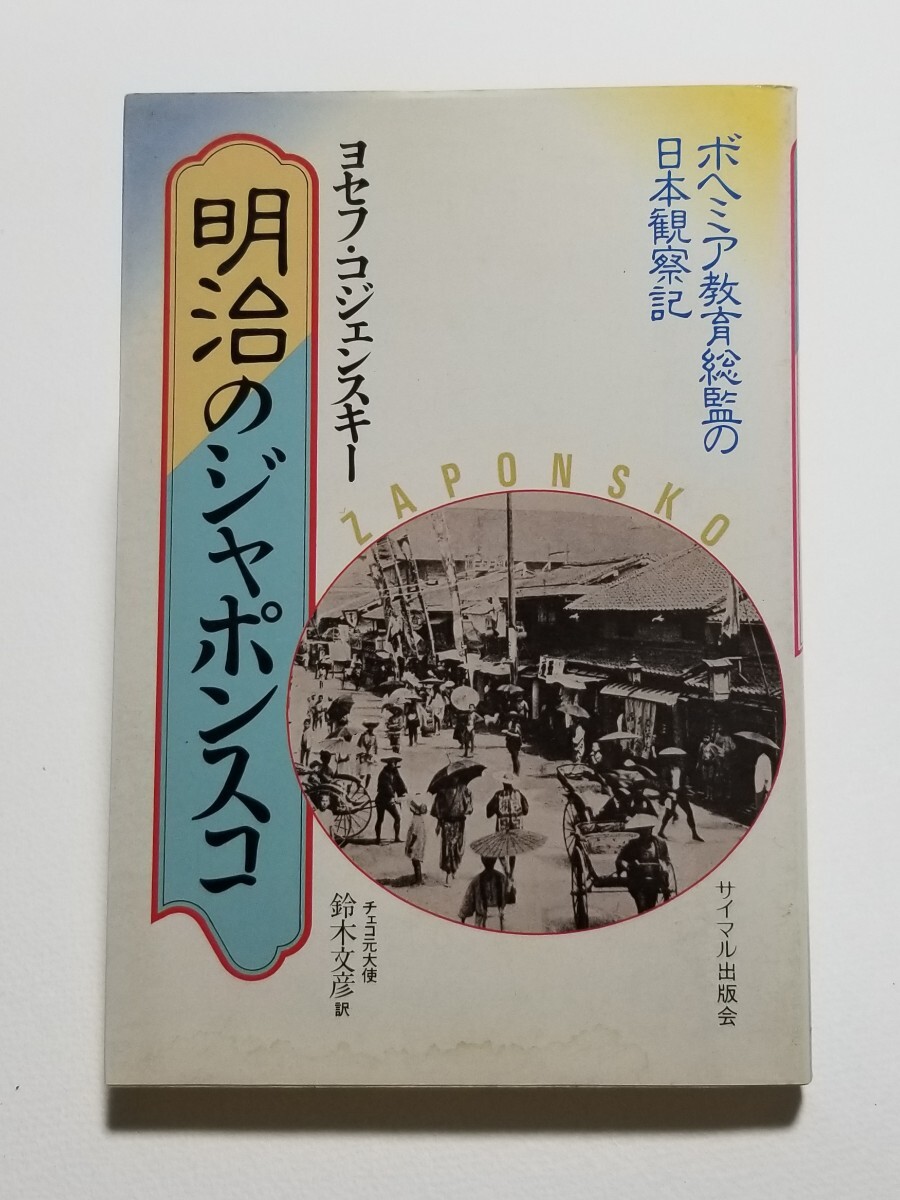 ボヘミア教育総監の
日本観察記
ヨセフ・コジェンスキー
明治のジャポンスコ
ZAPONSKO
チェコ元大使
鈴木文彦訳
サイマル出版会